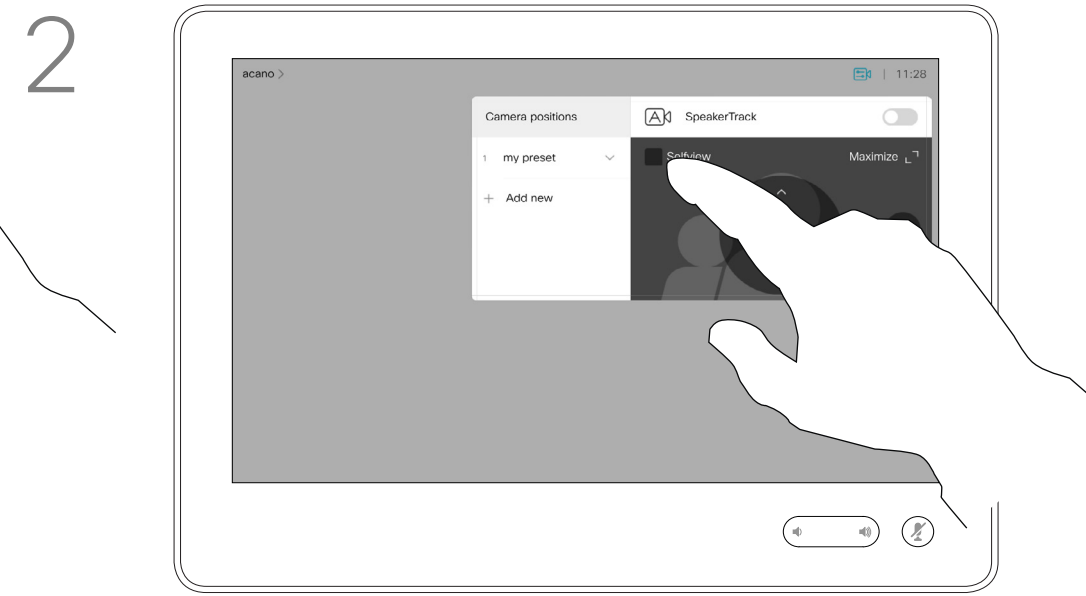 2
acano >
11:28
Camera positions
SpeakerTrack
1 my preset
Selfview
Maximize
+ Add new